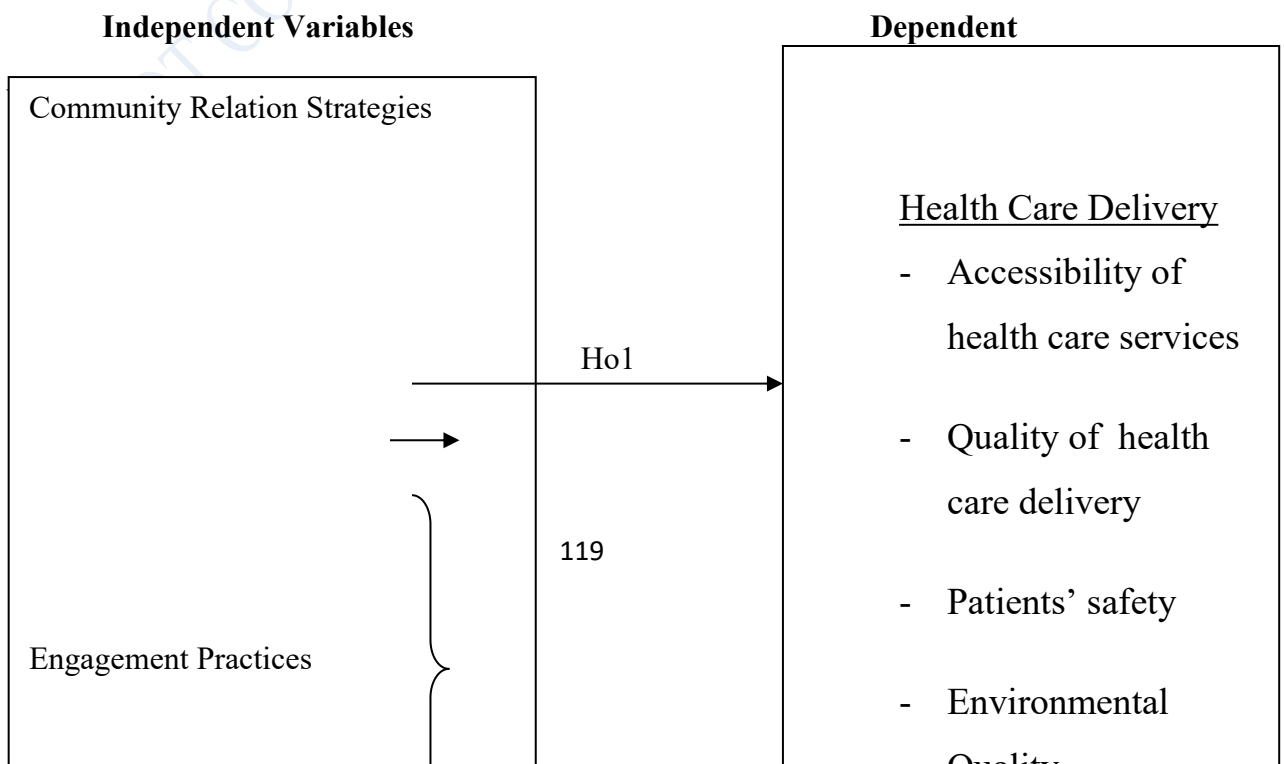 Independent Variables
Dependent
Community Relation Strategies
Health Care Delivery
- Accessibility of
health care services
Ho1
- Quality of health
care delivery
119
- Patients’ safety
Engagement Practices
- Environmental
Quality